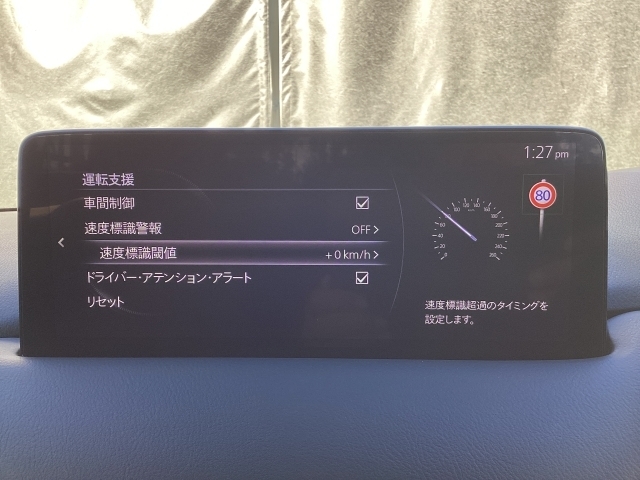 1:27 pm
運転支援
車間制御
速度標識警報 OFF
速度標識閾値 +0 km/h
ドライバー・アテンション・アラート
リセット
80
速度標識超過のタイミングを
設定します。